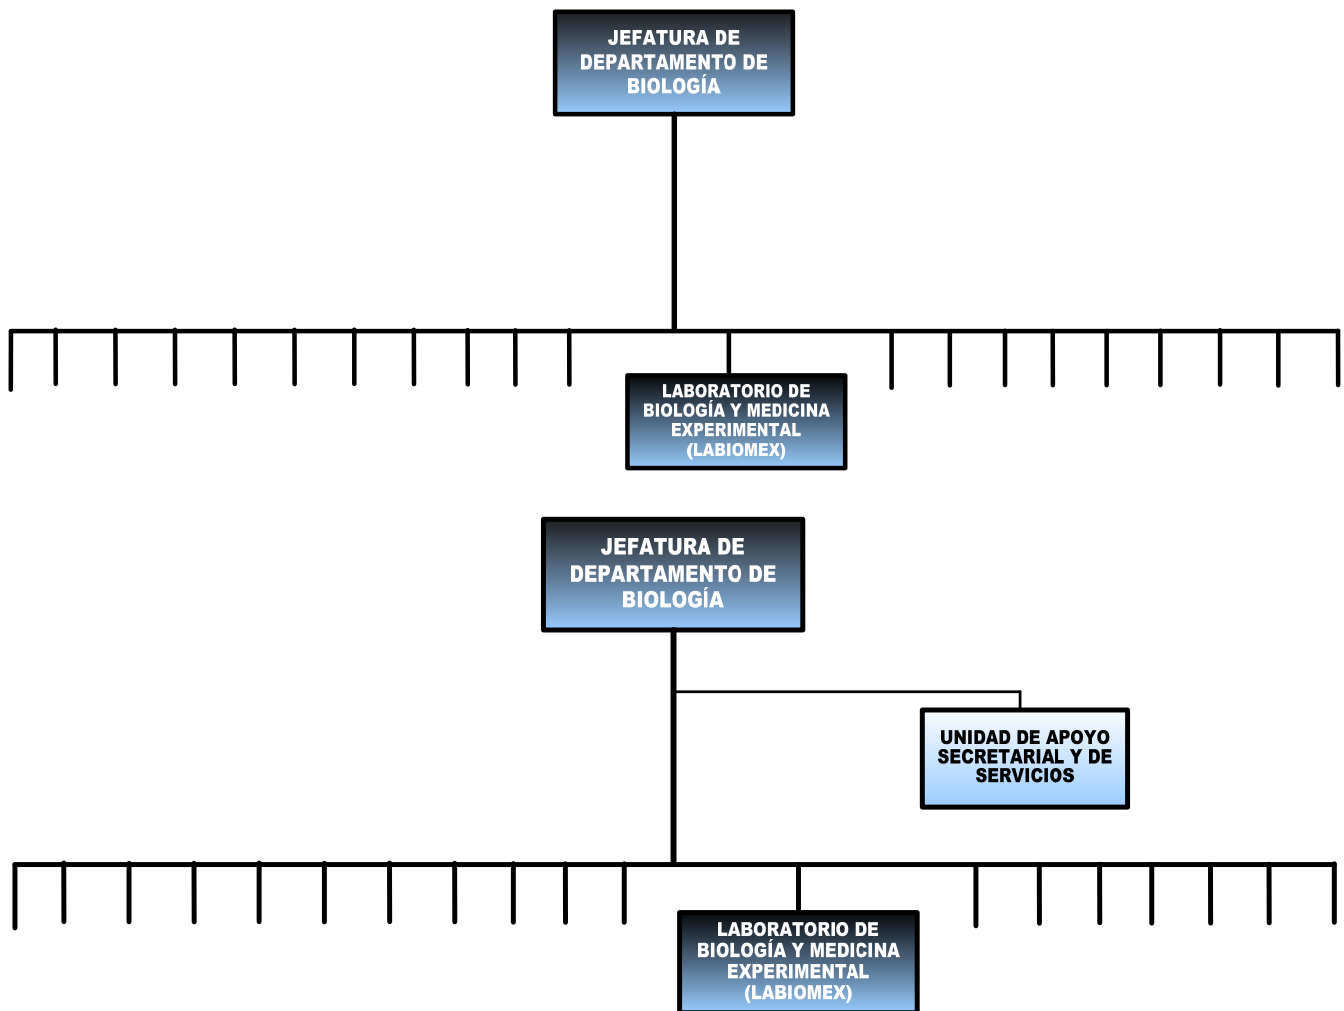 JEFATURA DE
DEPARTAMENTO DE
BIOLOGÍA
LABORATORIO DE
BIOLOGÍA Y MEDICINA
EXPERIMENTAL
(LABIOMEX)
JEFATURA DE
DEPARTAMENTO DE
BIOLOGÍA
UNIDAD DE APOYO
SECRETARIAL Y DE
SERVICIOS
LABORATORIO DE
BIOLOGÍA Y MEDICINA
EXPERIMENTAL
(LABIOMEX)